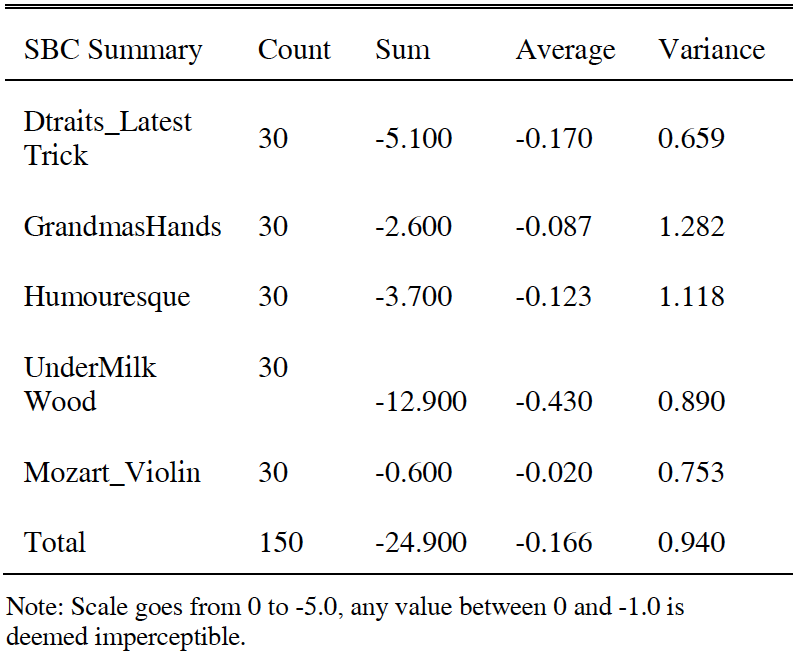 SBC Summary Count Sum Average Variance
Dtraits_Latest
Trick 30 -5.100 -0.170 0.659
GrandmasHands 30 -2.600 -0.087 1.282
Humouresque 30 -3.700 -0.123 1.118
UnderMilk 30
Wood -12.900 -0.430 0.890
Mozart_Violin 30 -0.600 -0.020 0.753
Total 150 -24.900 -0.166 0.940
Note: Scale goes from 0 to -5.0, any value between 0 and -1.0 is
deemed imperceptible.